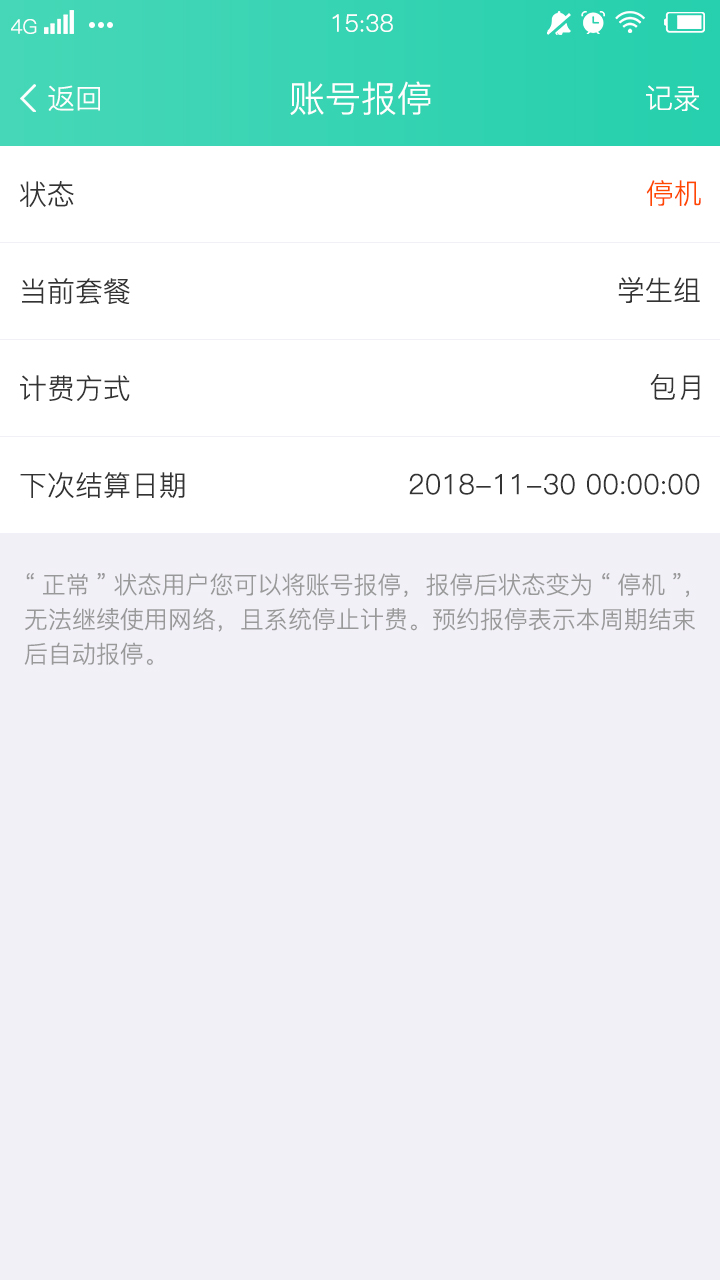 4G 15:38
返回 账号报停 记录
状态 停机
当前套餐 学生组
计费方式 包月
下次结算日期 2018-11-30 00:00:00
“正常”状态用户您可以将账号报停，报停后状态变为“停机”，
无法继续使用网络，且系统停止计费。预约报停表示本周期结束
后自动报停。